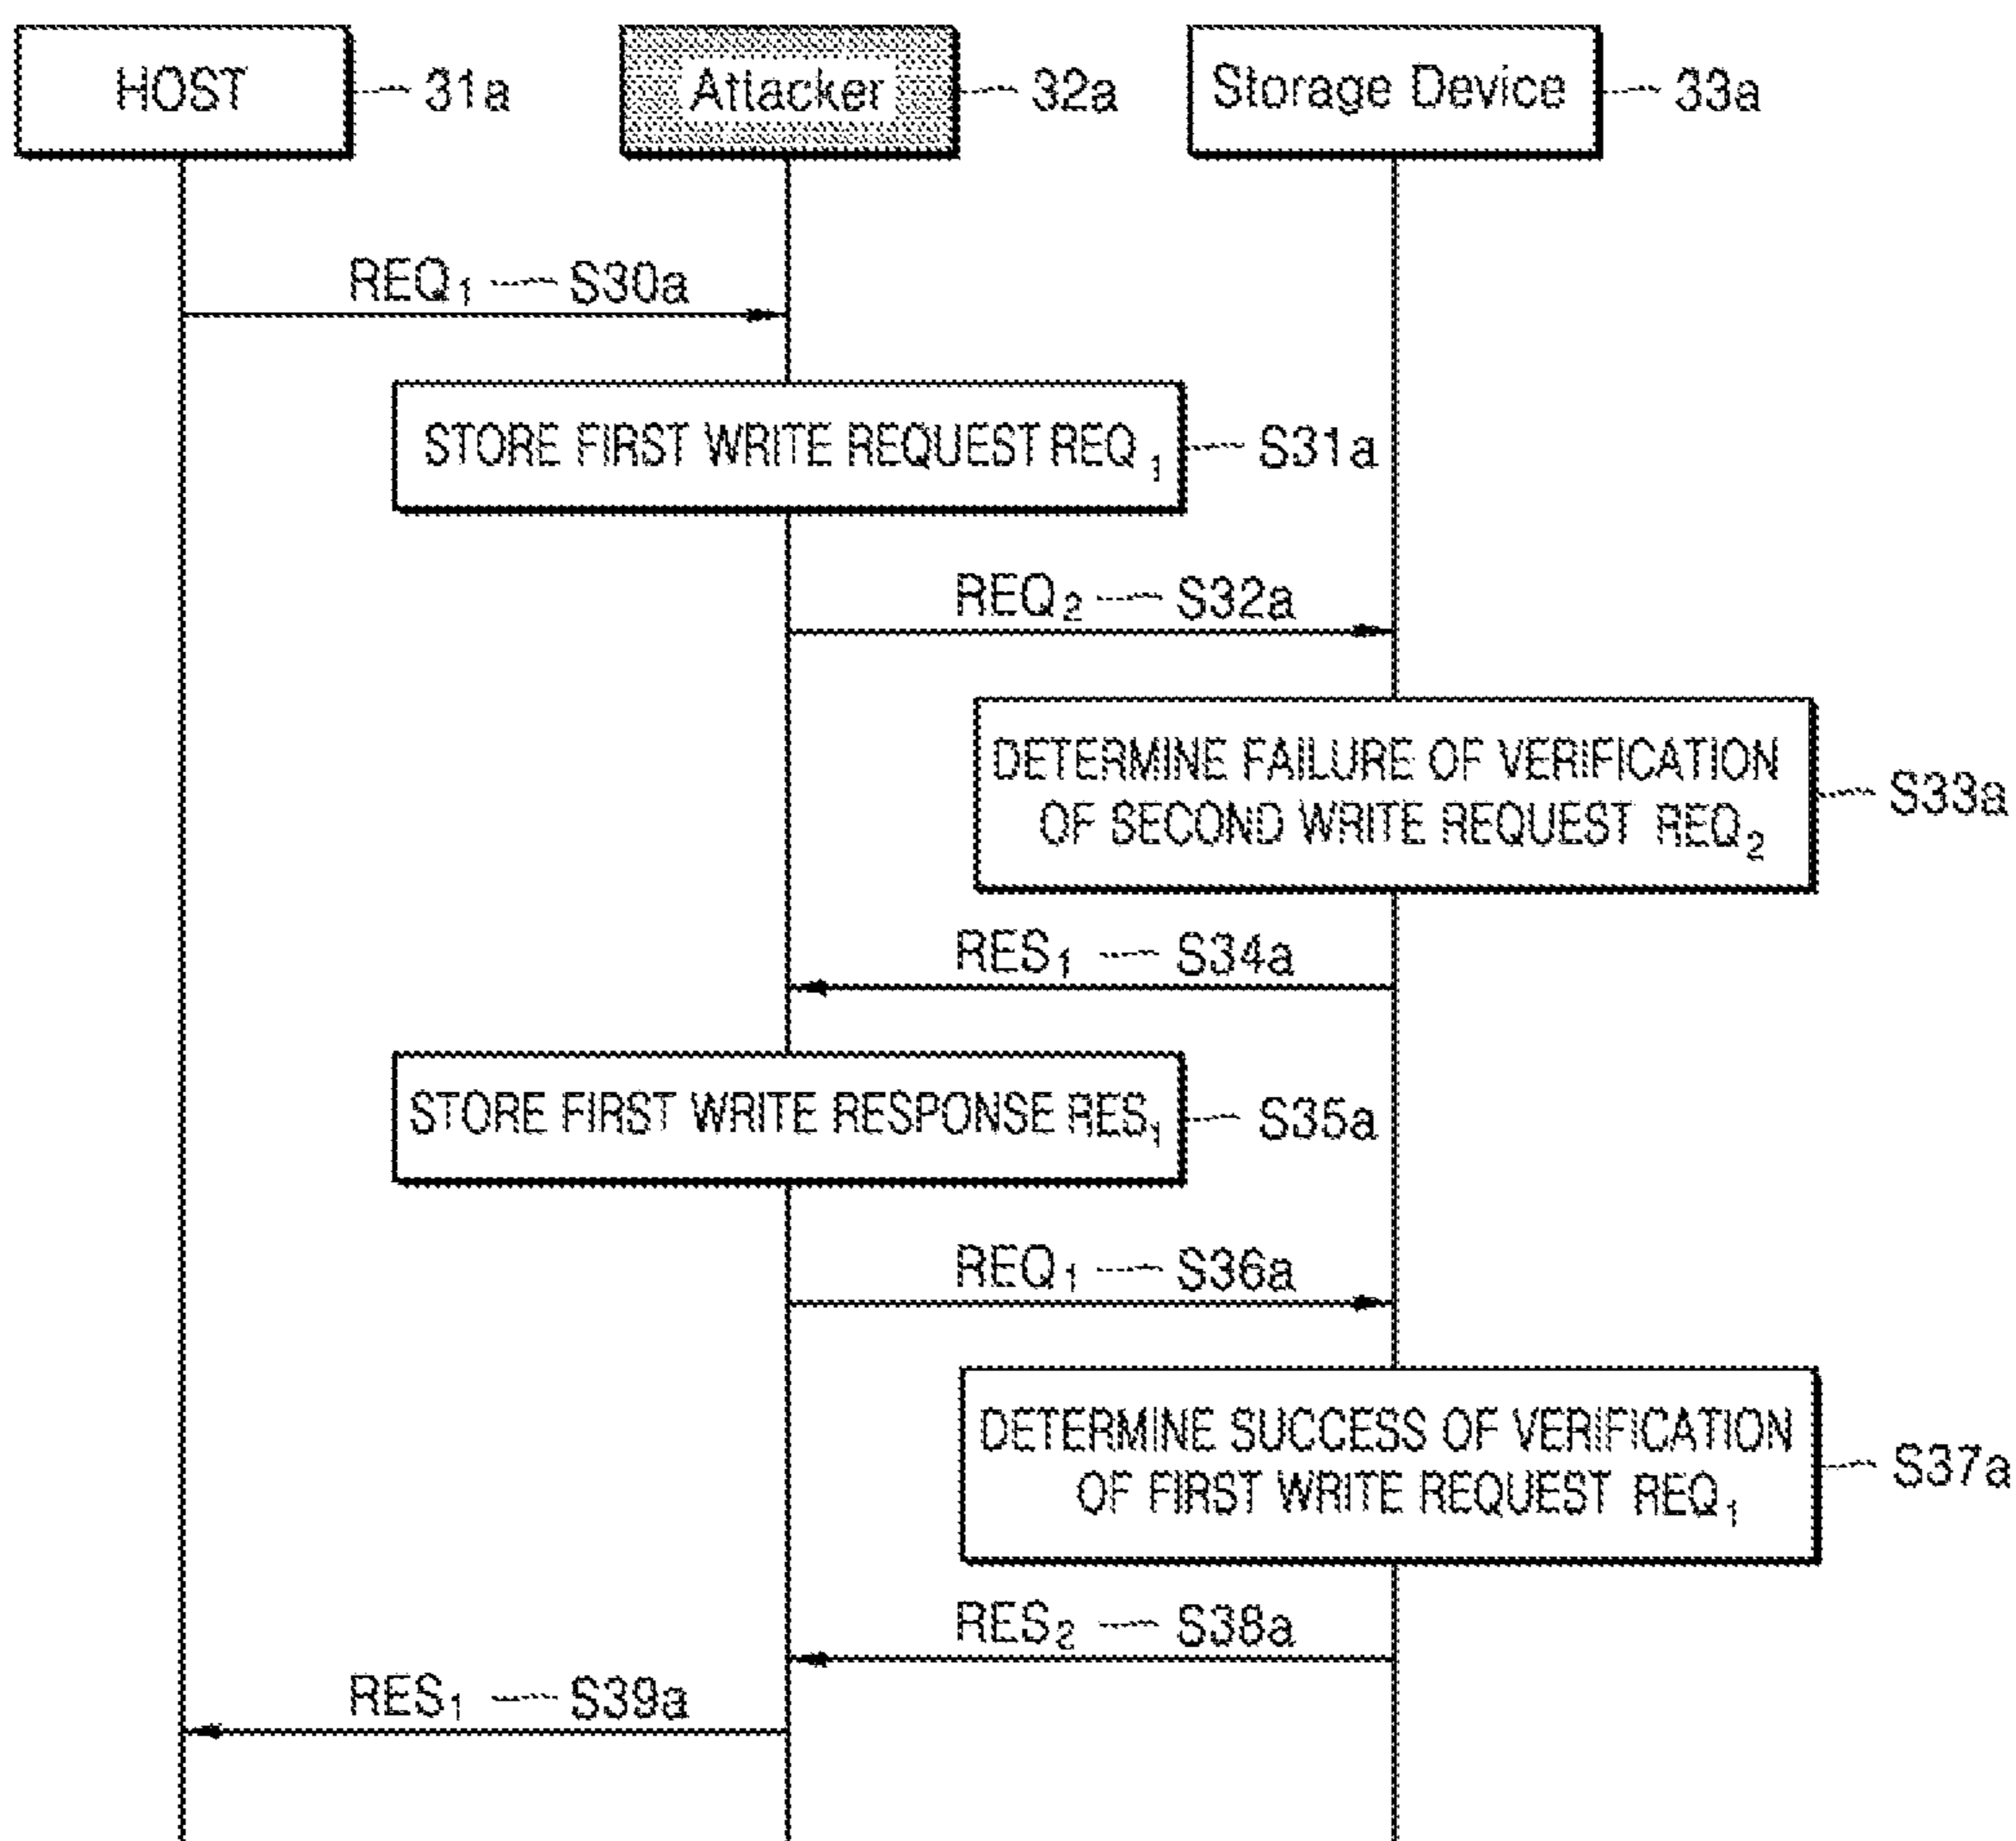 HOST 31a Attacker 32a Storage Device 33a
REQ₁ S30a
STORE FIRST WRITE REQUEST REQ₁ S31a
REQ₂ S32a
DETERMINE FAILURE OF VERIFICATION
OF SECOND WRITE REQUEST REQ₂ S33a
RES₁ S34a
STORE FIRST WRITE RESPONSE RES₁ S35a
REQ₁ S36a
DETERMINE SUCCESS OF VERIFICATION
OF FIRST WRITE REQUEST REQ₁ S37a
RES₂ S38a
RES₁ S39a